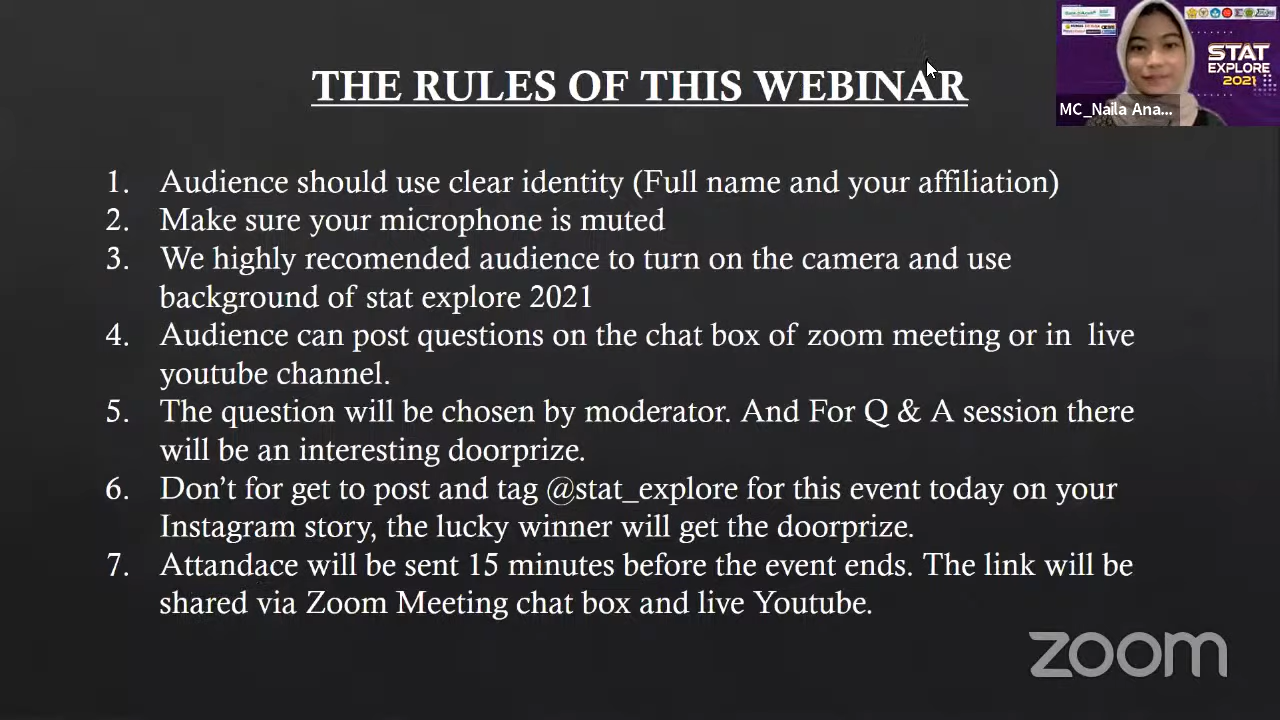 THE RULES OF THIS WEBINAR
STAT
EXPLORE
2021
MC_Naila Ana...
1. Audience should use clear identity (Full name and your affiliation)
2. Make sure your microphone is muted
3. We highly recomended audience to turn on the camera and use
background of stat explore 2021
4. Audience can post questions on the chat box of zoom meeting or in live
youtube channel.
5. The question will be chosen by moderator. And For Q & A session there
will be an interesting doorprize.
6. Don’t for get to post and tag @stat_explore for this event today on your
Instagram story, the lucky winner will get the doorprize.
7. Attandace will be sent 15 minutes before the event ends. The link will be
shared via Zoom Meeting chat box and live Youtube.
zoom